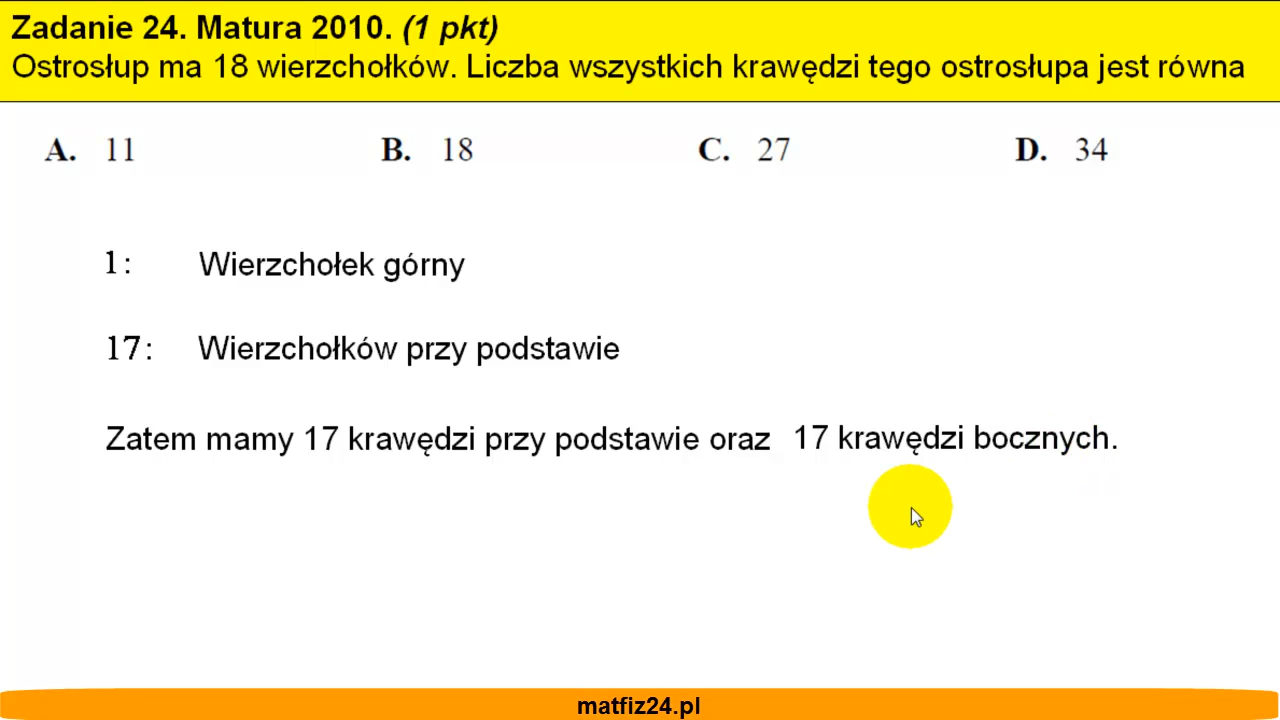 Zadanie 24. Matura 2010. (1 pkt)
Ostrosłup ma 18 wierzchołków. Liczba wszystkich krawędzi tego ostrosłupa jest równa
A. 11 B. 18 C. 27 D. 34
1: Wierzchołek górny
17: Wierzchołków przy podstawie
Zatem mamy 17 krawędzi przy podstawie oraz 17 krawędzi bocznych.
matfiz24.pl